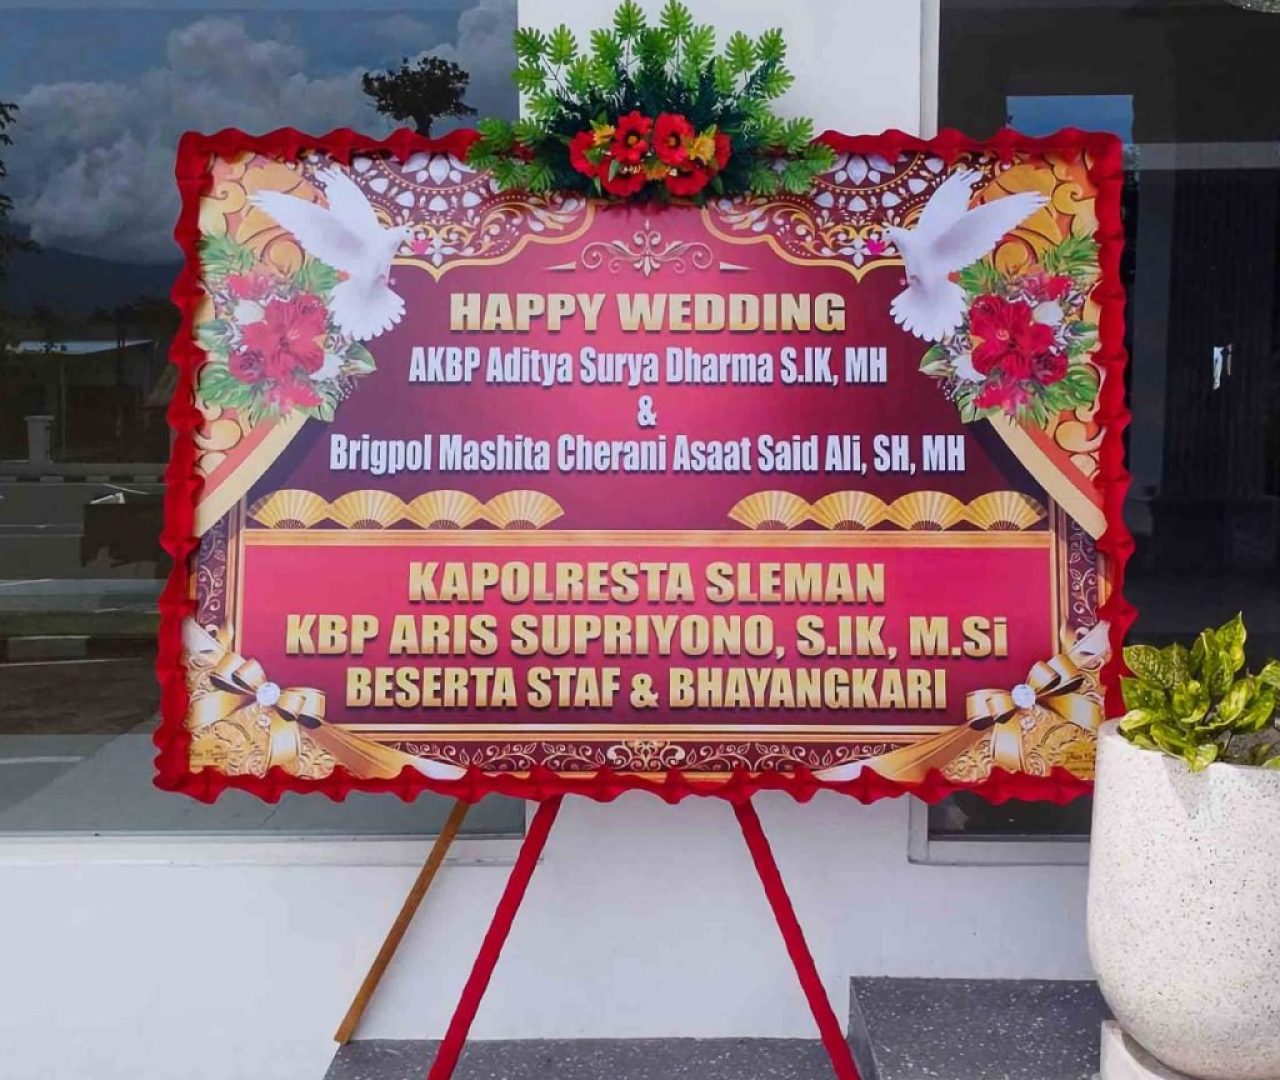 HAPPY WEDDING
AKBP Aditya Surya Dharma S.IK, MH
&
Brigpol Mashita Cherani Asaat Said Ali, SH, MH
KAPOLRESTA SLEMAN
KBP ARIS SUPRIYONO, S.IK, M.Si
BESERTA STAF & BHAYANGKARI